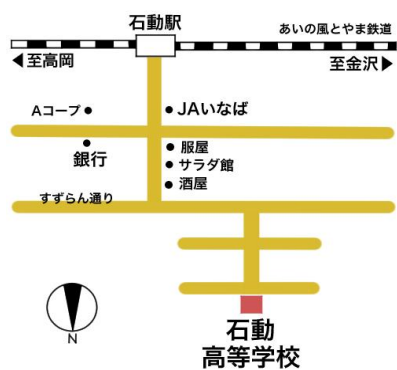 石動駅
あいの風とやま鉄道
◀至高岡
至金沢▶
Aコープ
JAいなば
銀行
服屋
サラダ館
酒屋
すずらん通り
石動
高等学校
N